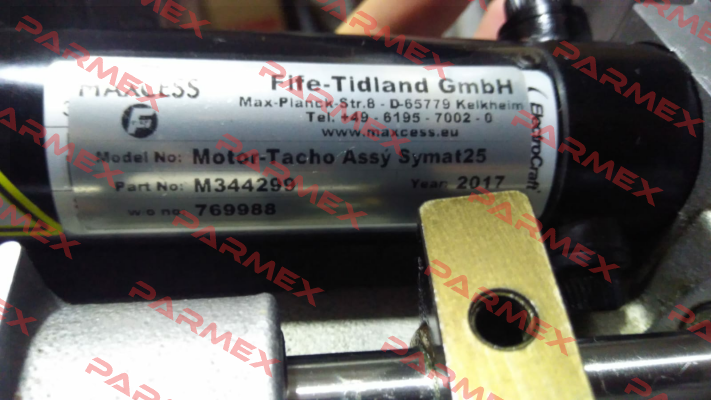 MAXCESS
Fife-Tidland GmbH
Max-Planck-Str.8 - D-65779 Kelkheim
Tel. +49 - 6195 - 7002 - 0
www.maxcess.eu
Model No: Motor-Tacho Assy Symat25
Part No: M344299 Year: 2017
w/o no: 769988
ElectroCraft
PARMEX